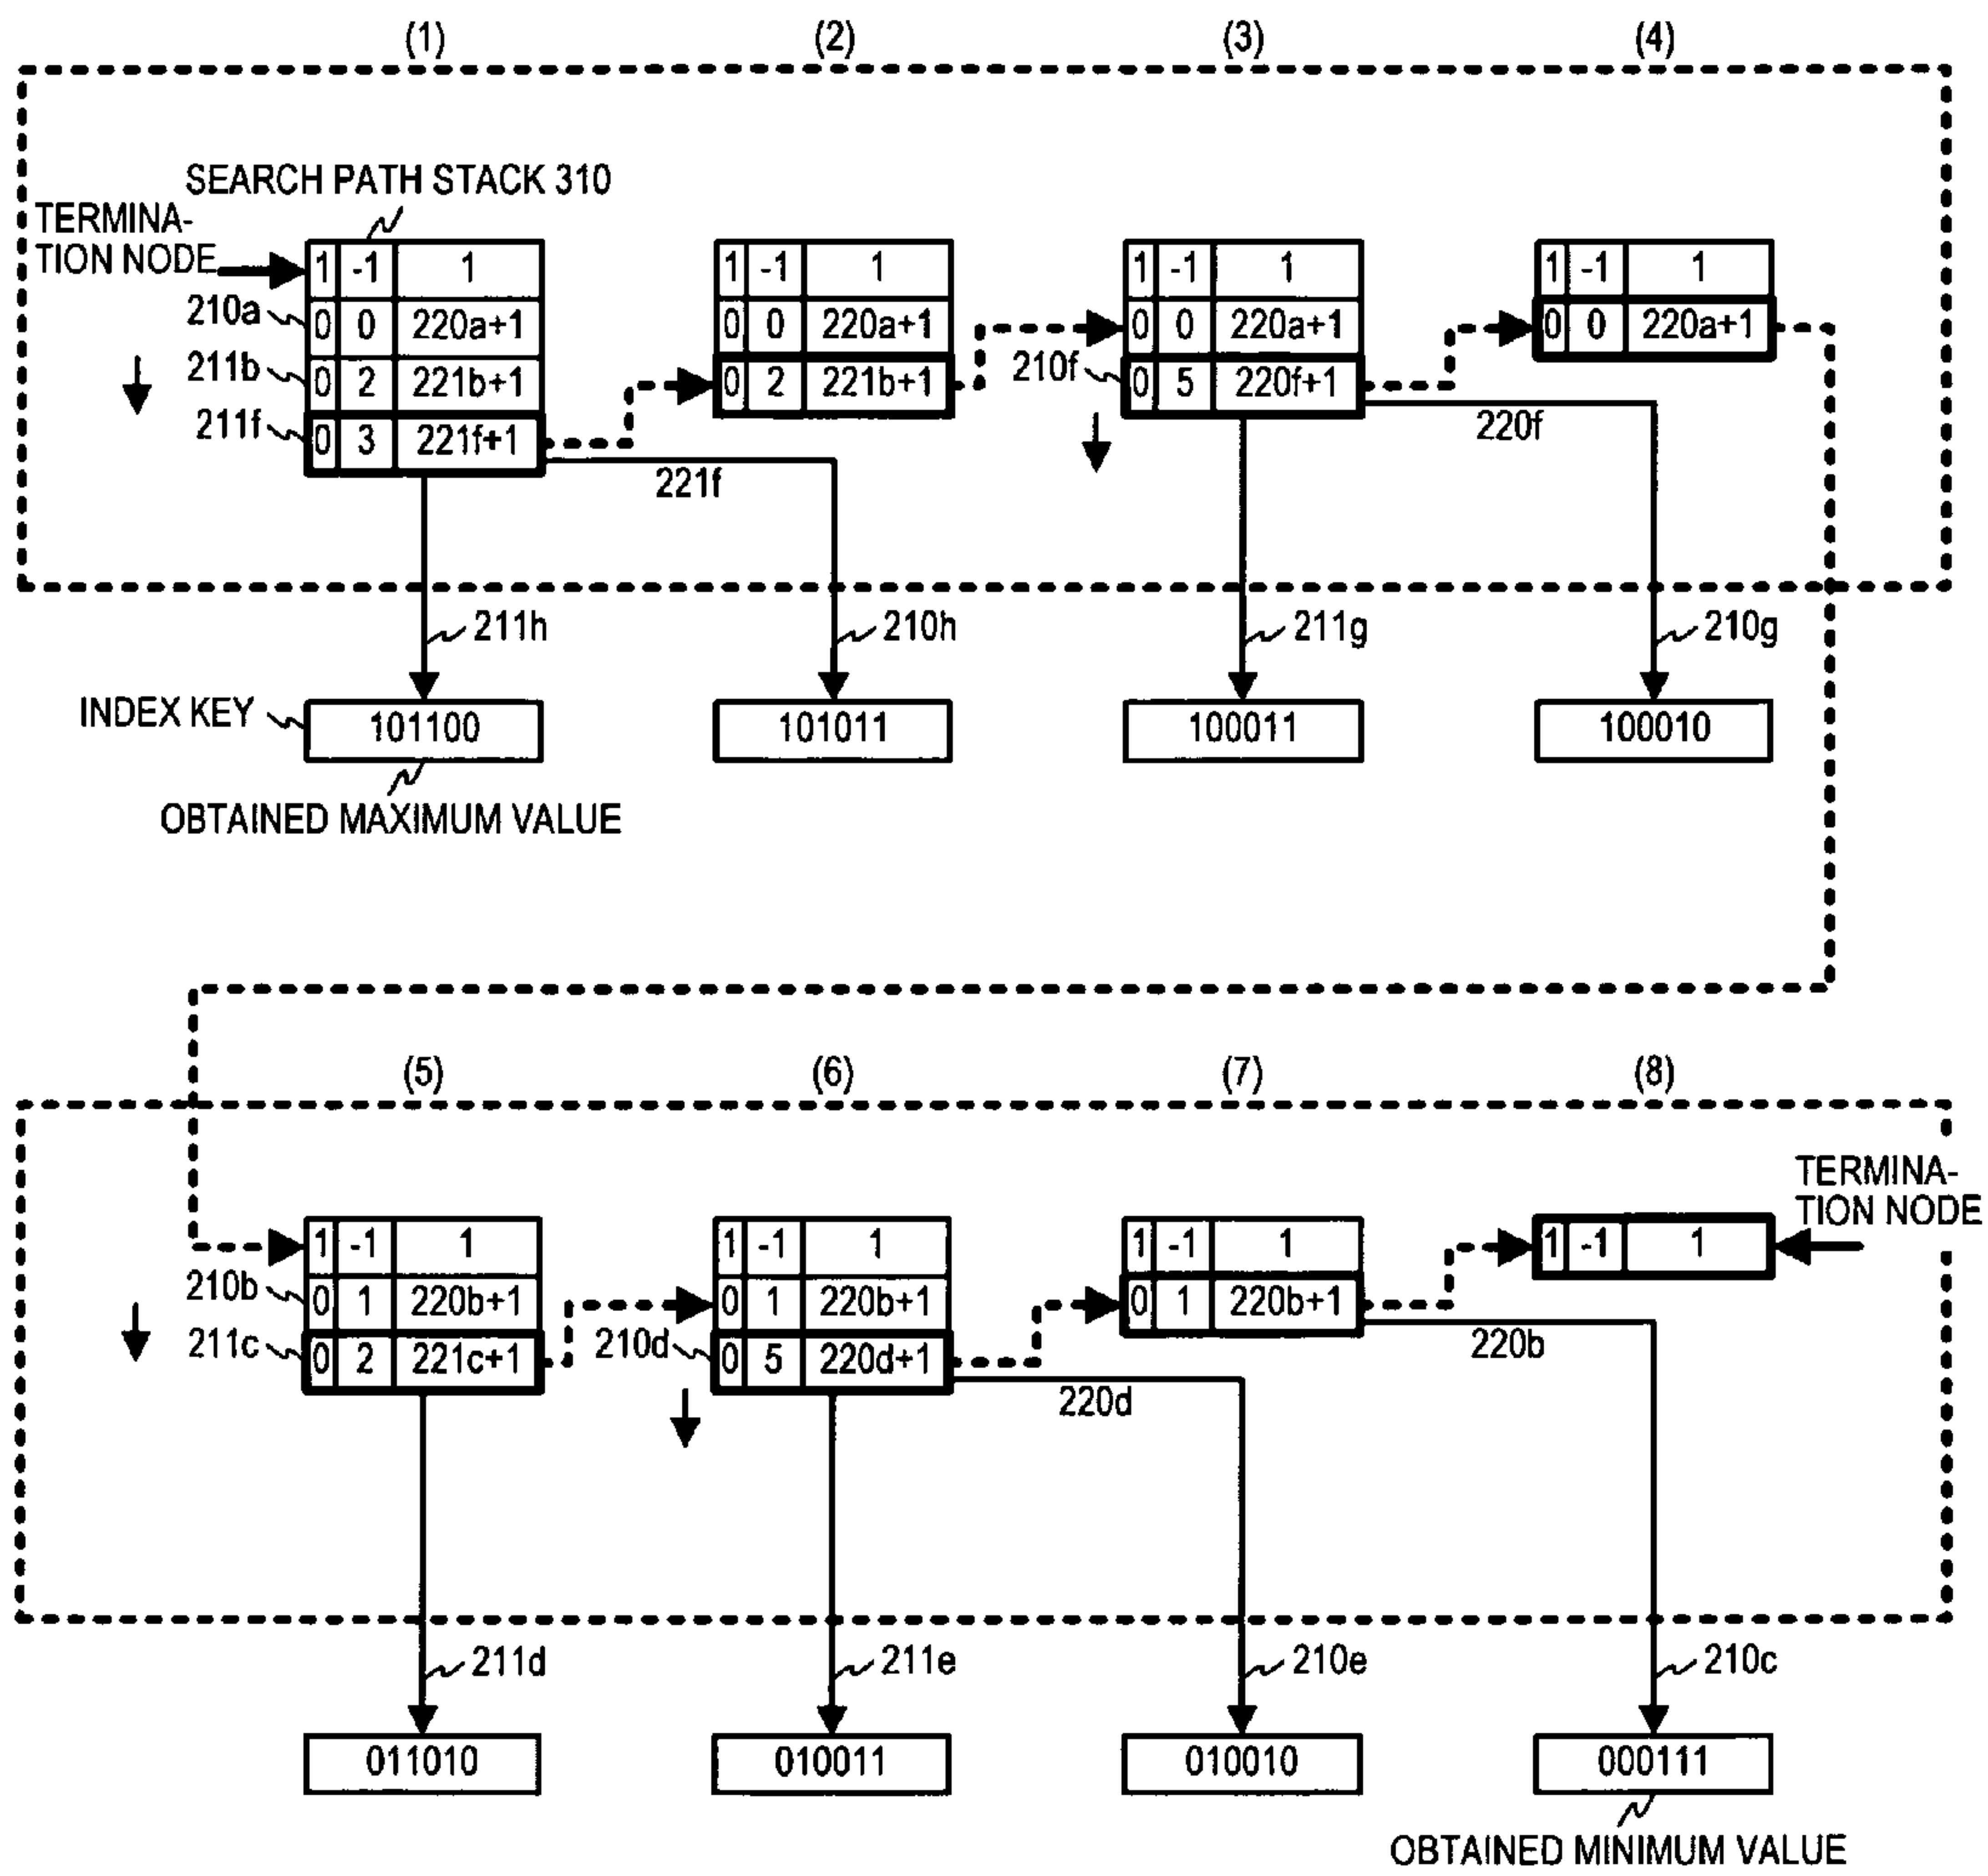 (1) (2) (3) (4)
SEARCH PATH STACK 310
TERMINA-
TION NODE
1 -1 1
1 -1 1
1 -1 1
1 -1 1
210a
0 0 220a+1
0 0 220a+1
0 0 220a+1
0 0 220a+1
211b
0 2 221b+1
0 2 221b+1
210f
0 5 220f+1
211f
0 3 221f+1
221f
220f
211h
210h
211g
210g
INDEX KEY
101100
101011
100011
100010
OBTAINED MAXIMUM VALUE
(5) (6) (7) (8)
TERMINA-
TION NODE
1 -1 1
1 -1 1
1 -1 1
1 -1 1
210b
0 1 220b+1
0 1 220b+1
0 1 220b+1
211c
0 2 221c+1
210d
0 5 220d+1
220d
220b
211d
211e
210e
210c
011010
010011
010010
000111
OBTAINED MINIMUM VALUE